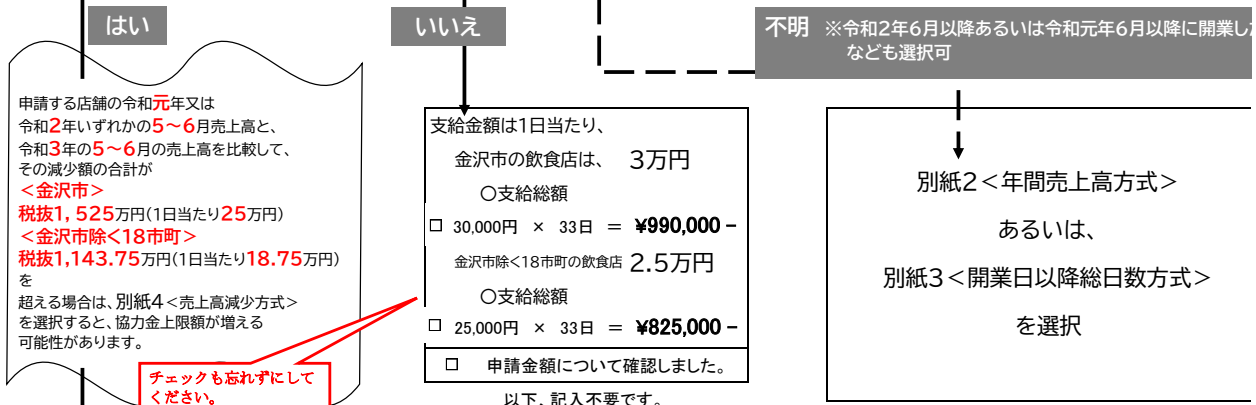 はい
いいえ
不明 ※令和2年6月以降あるいは令和元年6月以降に開業し
なども選択可
申請する店舗の令和元年又は
令和2年いずれかの5～6月売上高と、
令和3年の5～6月の売上高を比較して、
その減少額の合計が
＜金沢市＞
税抜1,525万円(1日当たり25万円)
＜金沢市除く18市町＞
税抜1,143.75万円(1日当たり18.75万円)
を
超える場合は、別紙4＜売上高減少方式＞
を選択すると、協力金上限額が増える
可能性があります。
チェックも忘れずにして
ください。
支給金額は1日当たり、
金沢市の飲食店は、 3万円
○支給総額
□ 30,000円 × 33日 ＝ ¥990,000－
金沢市除く18市町の飲食店 2.5万円
○支給総額
□ 25,000円 × 33日 ＝ ¥825,000－
□ 申請金額について確認しました。
以下、記入不要です。
別紙2＜年間売上高方式＞
あるいは、
別紙3＜開業日以降総日数方式＞
を選択